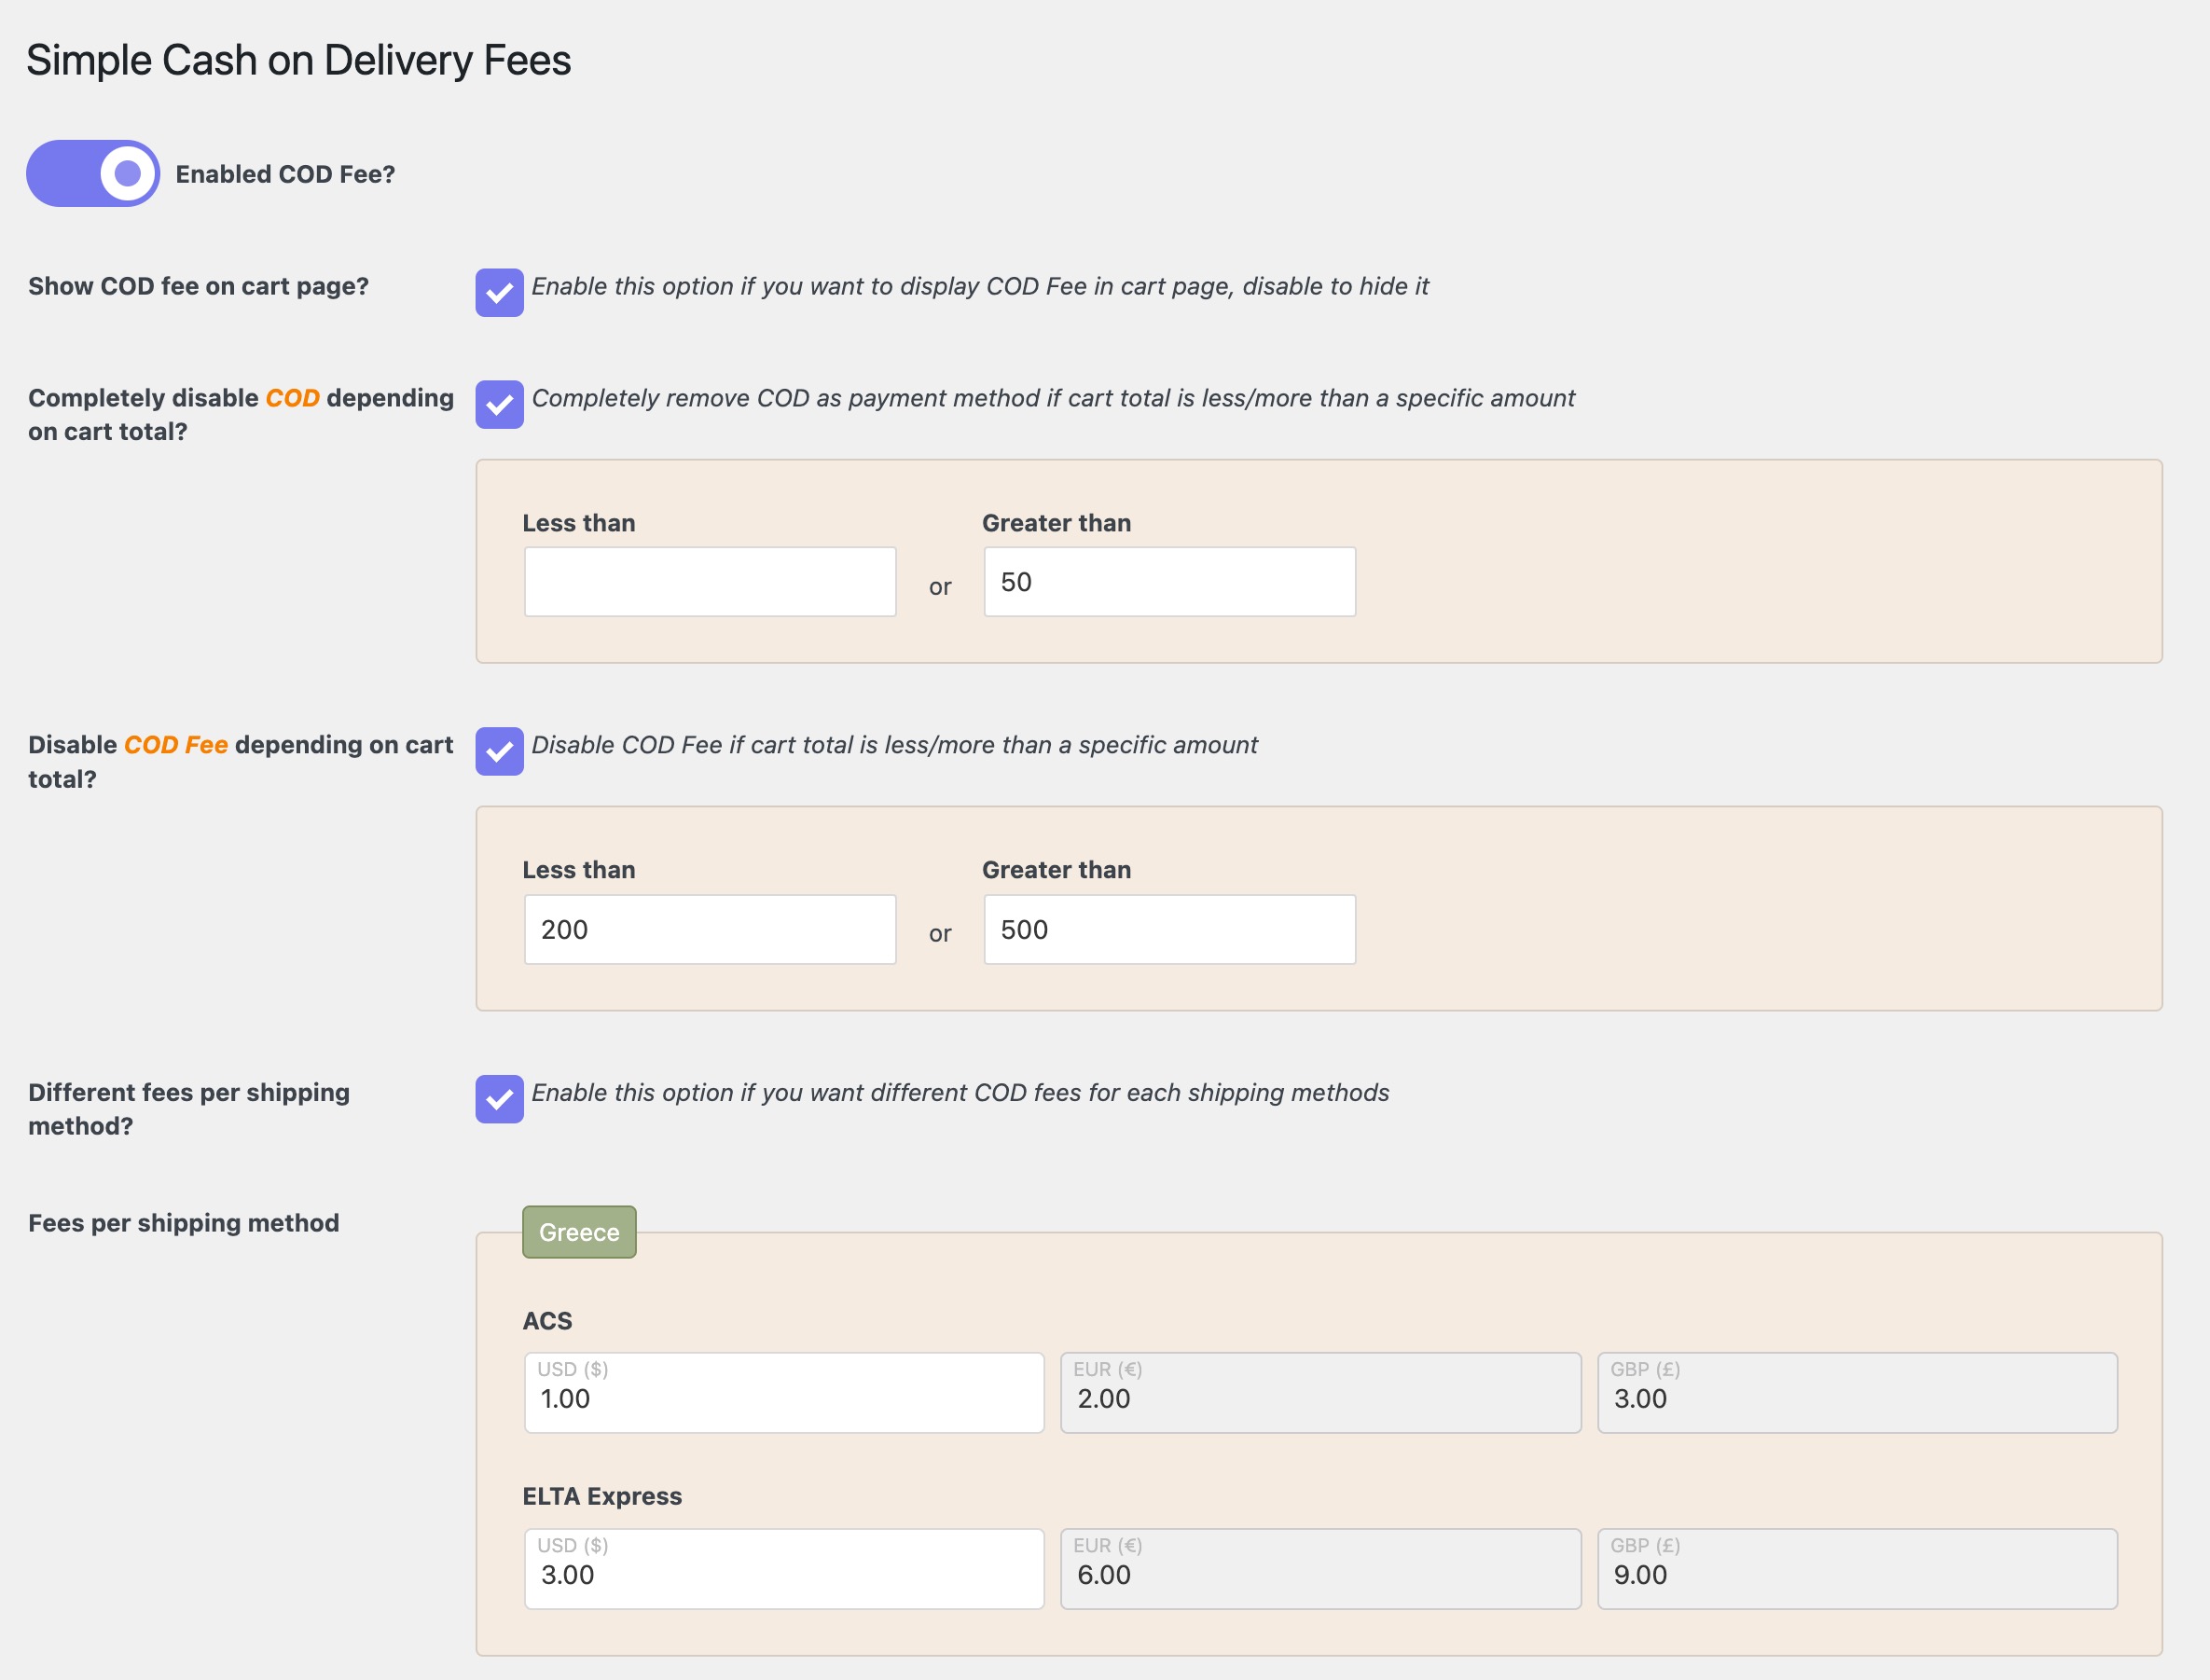 Simple Cash on Delivery Fees
Enabled COD Fee?
Show COD fee on cart page?
Enable this option if you want to display COD Fee in cart page, disable to hide it
Completely disable COD depending
on cart total?
Completely remove COD as payment method if cart total is less/more than a specific amount
Less than
Greater than
or
50
Disable COD Fee depending on cart
total?
Disable COD Fee if cart total is less/more than a specific amount
Less than
Greater than
200
or
500
Different fees per shipping
method?
Enable this option if you want different COD fees for each shipping methods
Fees per shipping method
Greece
ACS
USD ($)
1.00
EUR (€)
2.00
GBP (£)
3.00
ELTA Express
USD ($)
3.00
EUR (€)
6.00
GBP (£)
9.00